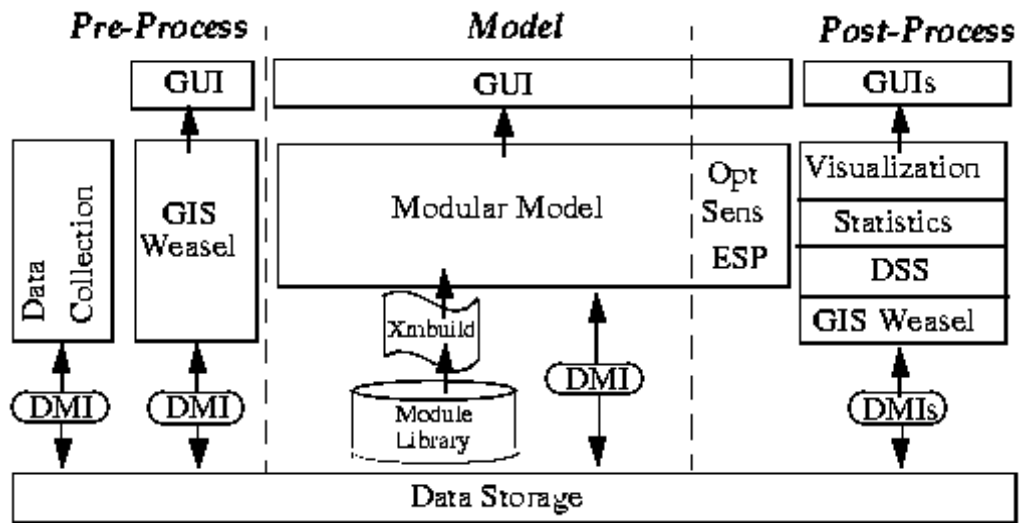 Pre-Process
Model
Post-Process
GUI
GUI
GUIs
Data
Collection
GIS
Weasel
Modular Model
Opt
Sens
ESP
Visualization
Statistics
DSS
GIS Weasel
Xmbuild
Module
Library
DMI
DMI
DMI
DMIs
Data Storage